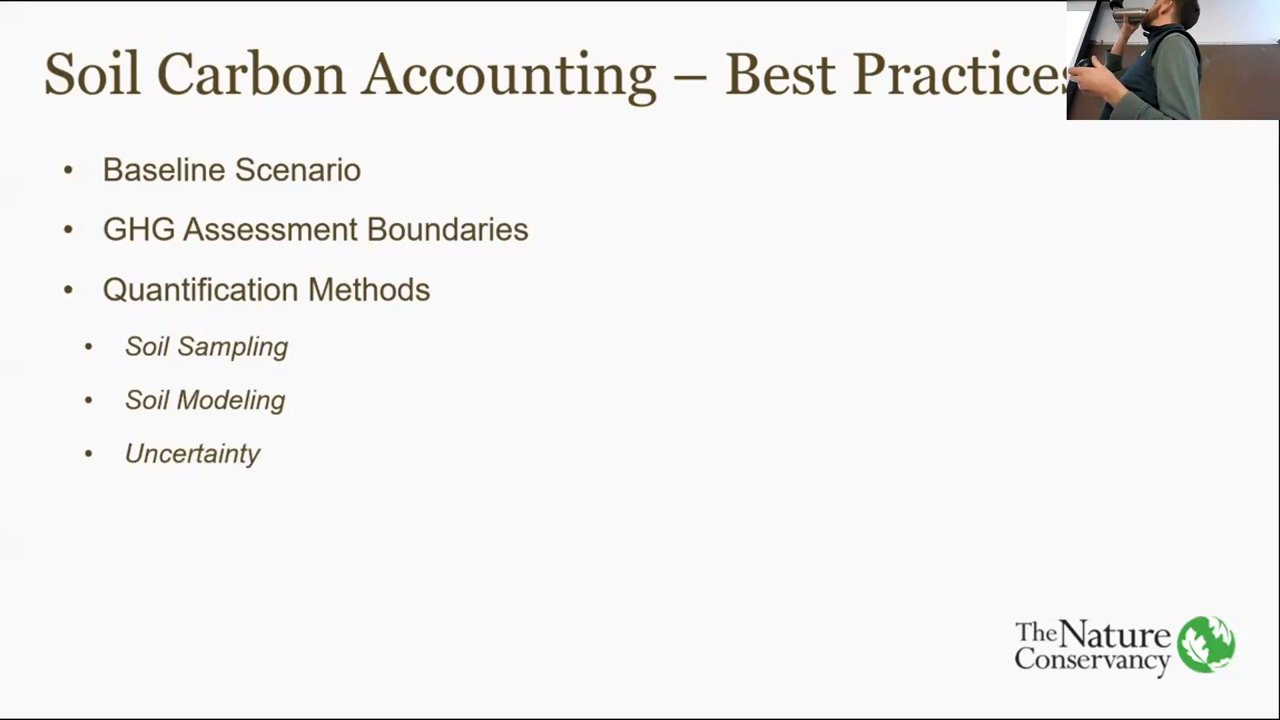 Soil Carbon Accounting – Best Practices
• Baseline Scenario
• GHG Assessment Boundaries
• Quantification Methods
• Soil Sampling
• Soil Modeling
• Uncertainty
The Nature
Conservancy